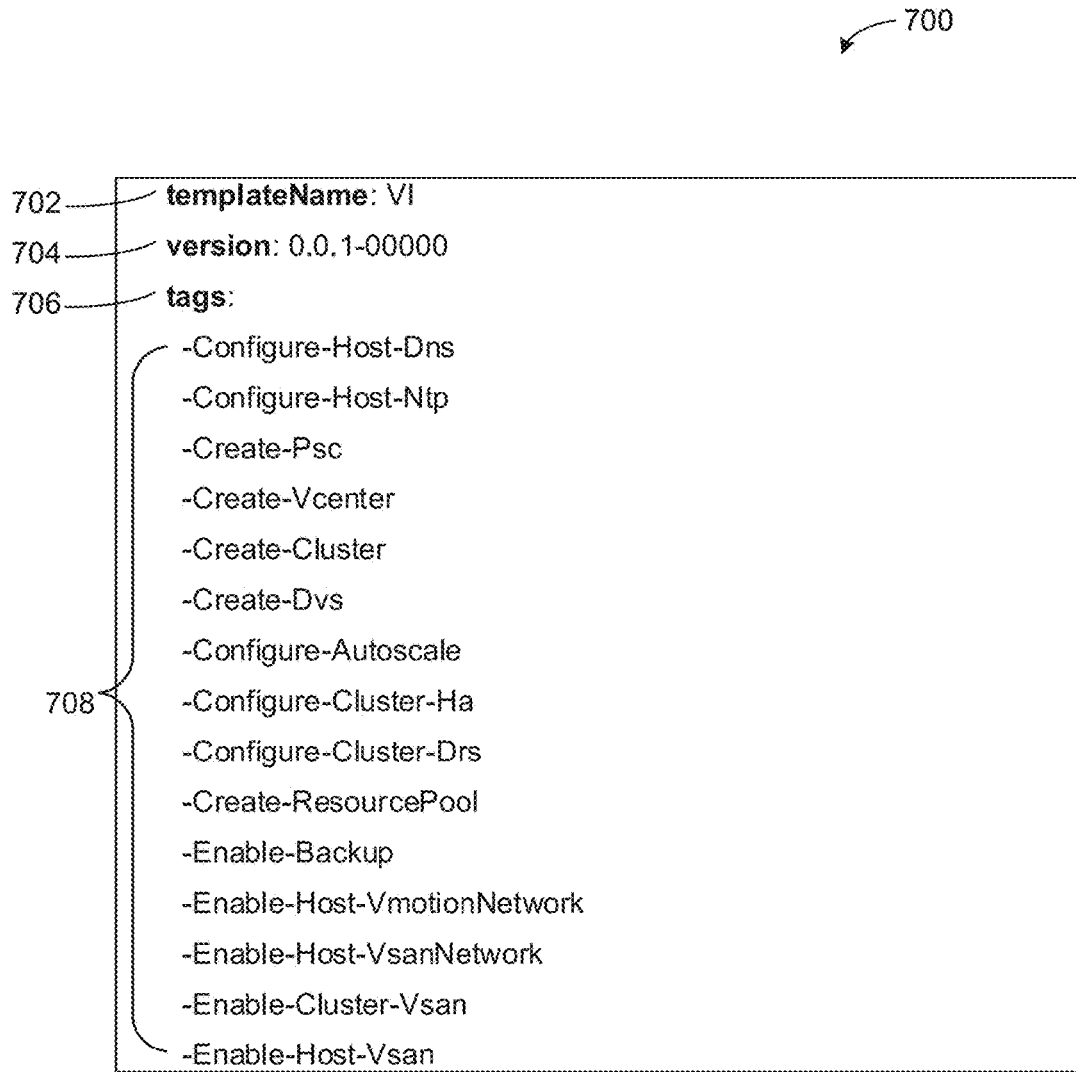 700
702 templateName: VI
704 version: 0.0.1-00000
706 tags:
-Configure-Host-Dns
-Configure-Host-Ntp
-Create-Psc
-Create-Vcenter
-Create-Cluster
-Create-Dvs
-Configure-Autoscale
708 -Configure-Cluster-Ha
-Configure-Cluster-Drs
-Create-ResourcePool
-Enable-Backup
-Enable-Host-VmotionNetwork
-Enable-Host-VsanNetwork
-Enable-Cluster-Vsan
-Enable-Host-Vsan